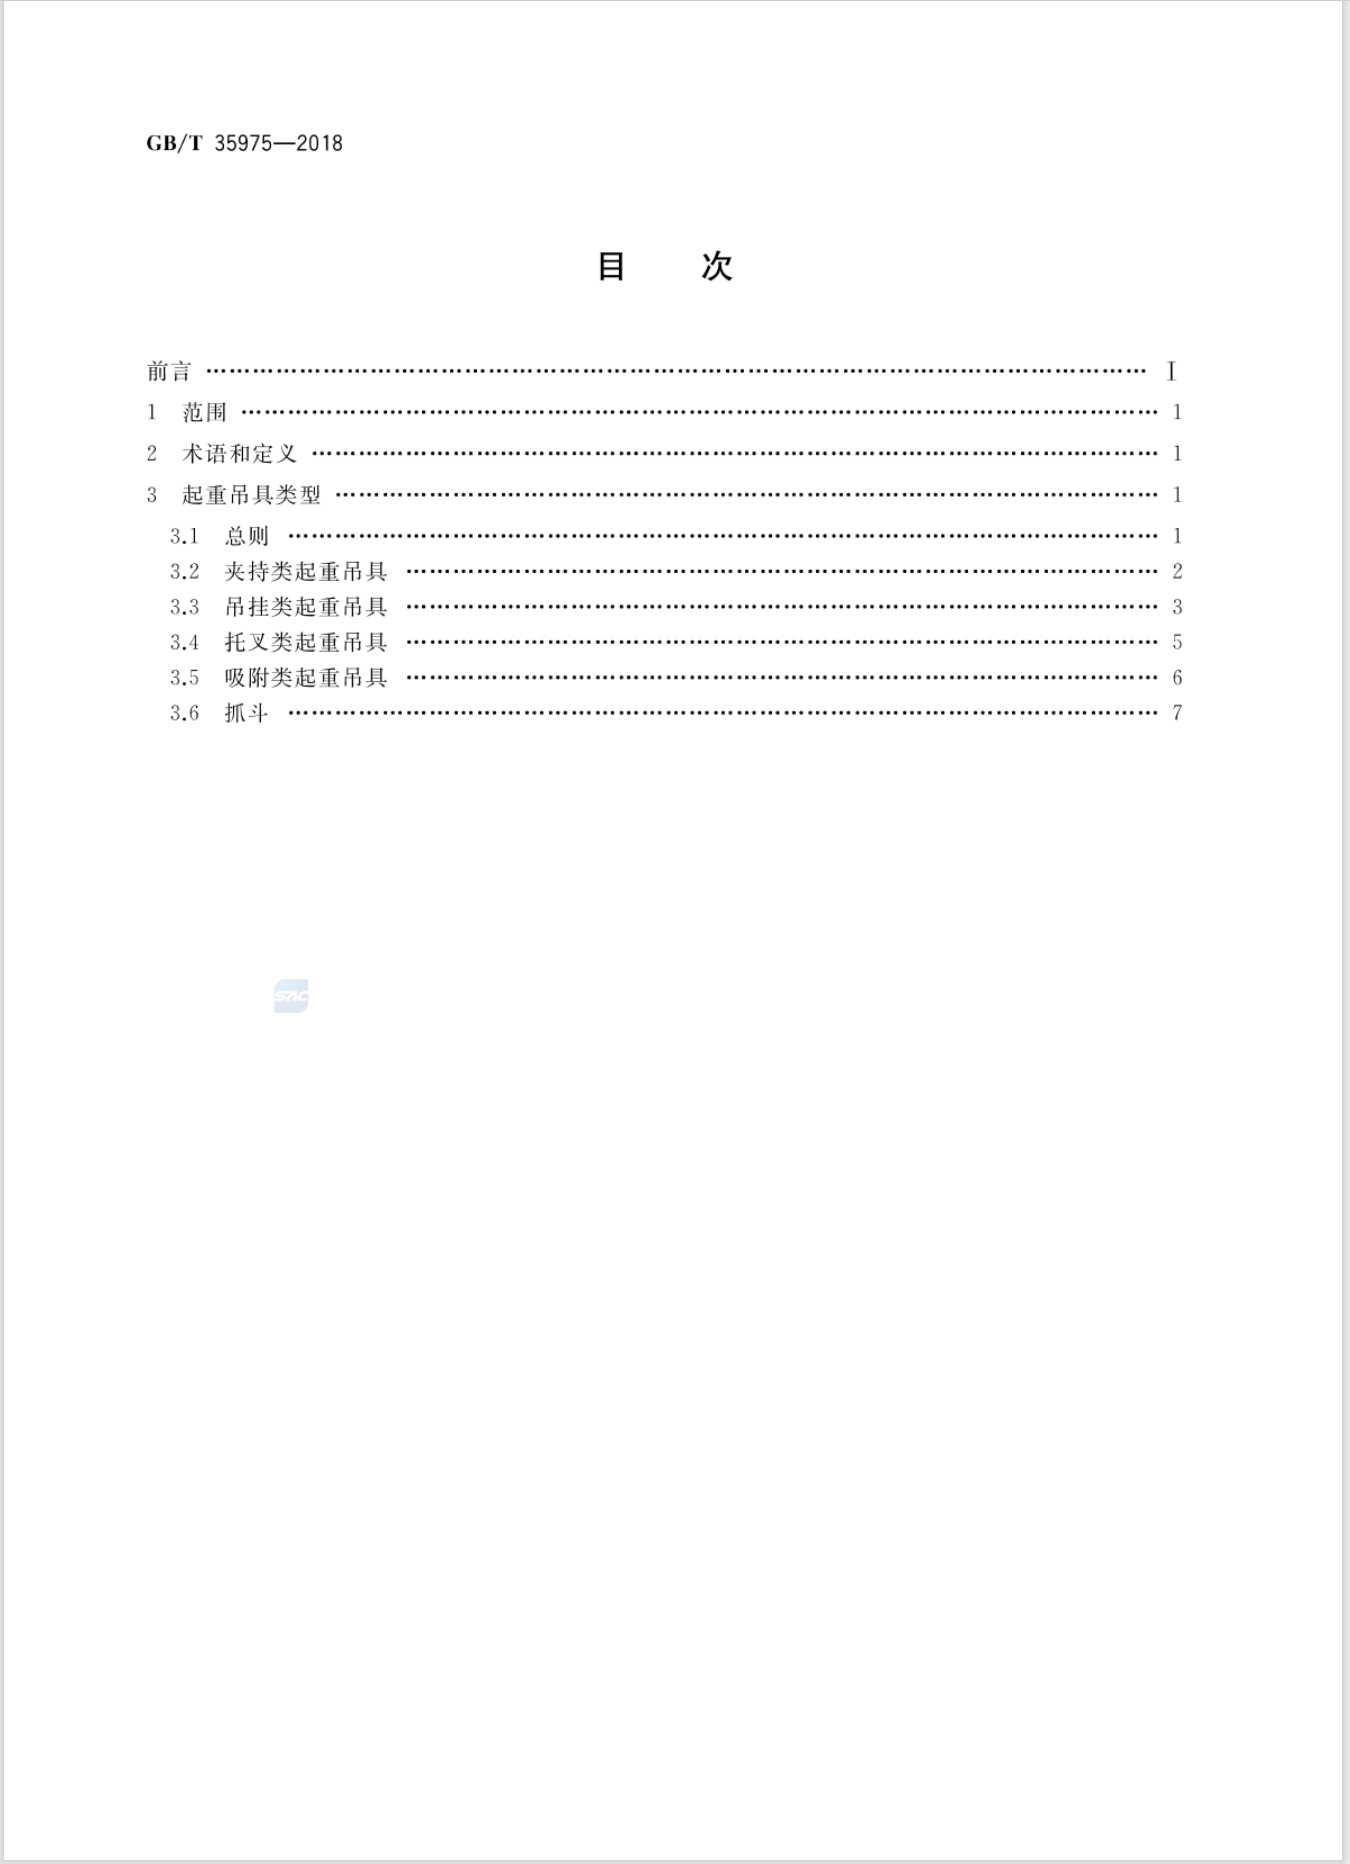 GB/T 35975—2018
目 次
前言 …………………………………………………………………………………………………………… Ⅰ
1 范围 ………………………………………………………………………………………………………… 1
2 术语和定义 ………………………………………………………………………………………………… 1
3 起重吊具类型 ……………………………………………………………………………………………… 1
3.1 总则 ……………………………………………………………………………………………………… 1
3.2 夹持类起重吊具 ………………………………………………………………………………………… 2
3.3 吊挂类起重吊具 ………………………………………………………………………………………… 3
3.4 托叉类起重吊具 ………………………………………………………………………………………… 5
3.5 吸附类起重吊具 ………………………………………………………………………………………… 6
3.6 抓斗 ……………………………………………………………………………………………………… 7
SAC